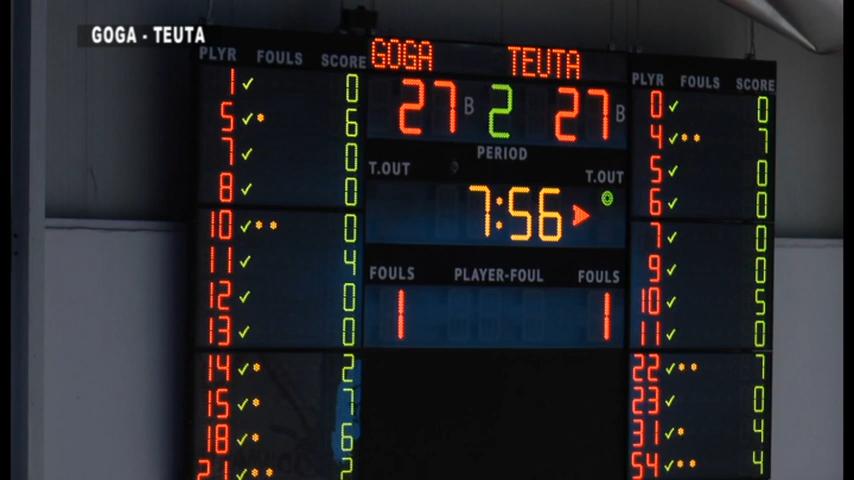 GOGA - TEUTA
PLYR FOULS SCORE
GOGA TEUTA
27 B 2 27 B
PERIOD
T.OUT T.OUT
7:56
FOULS PLAYER-FOUL FOULS
1 1
1 ✓ 0
5 ✓* 6
7 ✓ 0
8 ✓ 0
10 ✓** 0
11 ✓ 4
12 ✓ 0
13 ✓ 0
14 ✓* 2
15 ✓* 7
18 ✓* 6
21 ✓** 2
PLYR FOULS SCORE
0 ✓ 0
4 ✓** 7
5 ✓ 0
6 ✓ 0
7 ✓ 0
9 ✓ 0
10 ✓ 5
11 ✓ 0
22 ✓** 7
23 ✓ 0
31 ✓* 4
54 ✓** 4